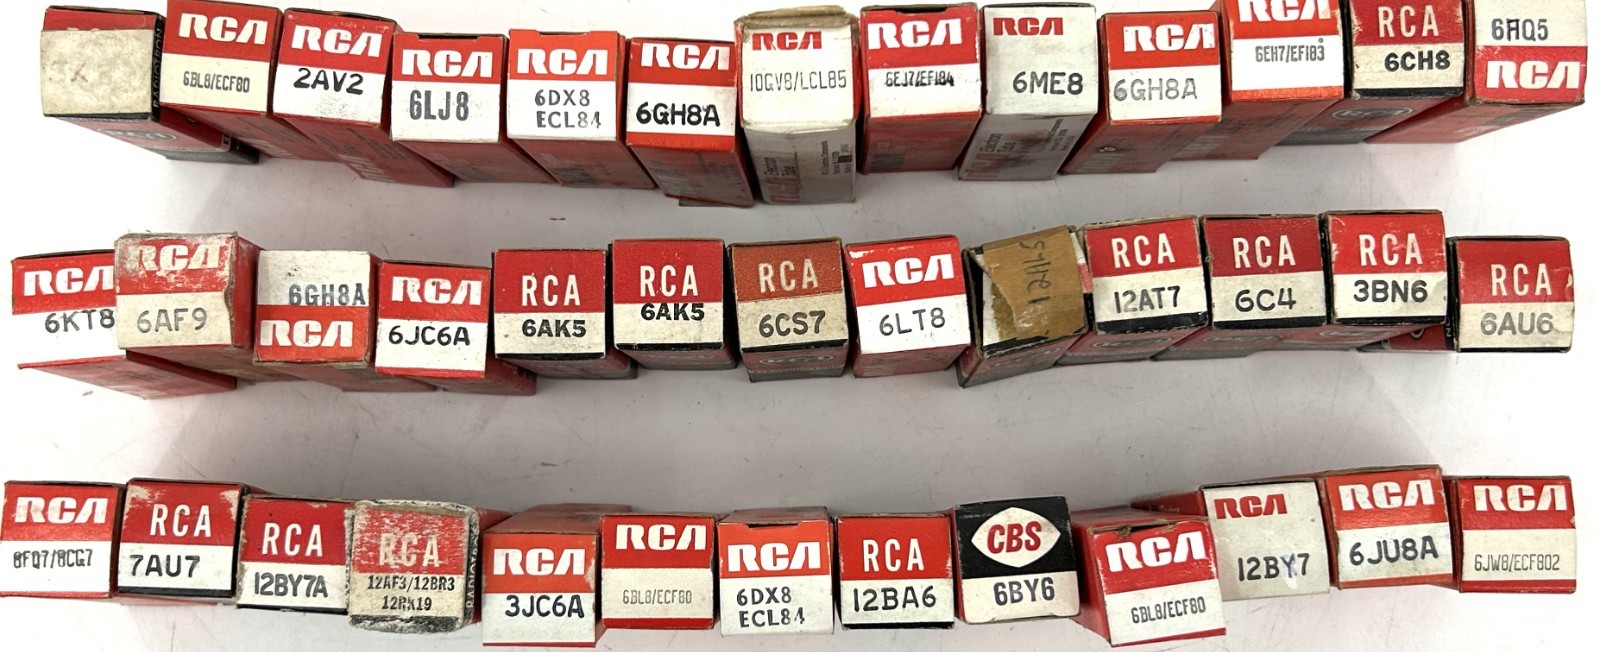 RCA
6BL8/ECF80
RCA
2AV2
RCA
6LJ8
RCA
6DX8
ECL84
RCA
6GH8A
RCA
10GV8/LCL85
RCA
6EJ7/EF184
RCA
6ME8
RCA
6GH8A
RCA
6EH7/EF183
RCA
6CH8
6HQ5
RCA
RCA
6KT8
RCA
6AF9
6GH8A
RCA
RCA
6JC6A
RCA
6AK5
RCA
6AK5
RCA
6CS7
RCA
6LT8
RCA
12AT7
RCA
6C4
RCA
3BN6
RCA
6AU6
RCA
8FQ7/8CG7
RCA
7AU7
RCA
12BY7A
RCA
12AF3/12BR3
12RK19
RCA
3JC6A
RCA
6BL8/ECF80
RCA
6DX8
ECL84
RCA
12BA6
CBS
6BY6
RCA
6BL8/ECF80
RCA
12BY7
RCA
6JU8A
RCA
6JW8/ECF802